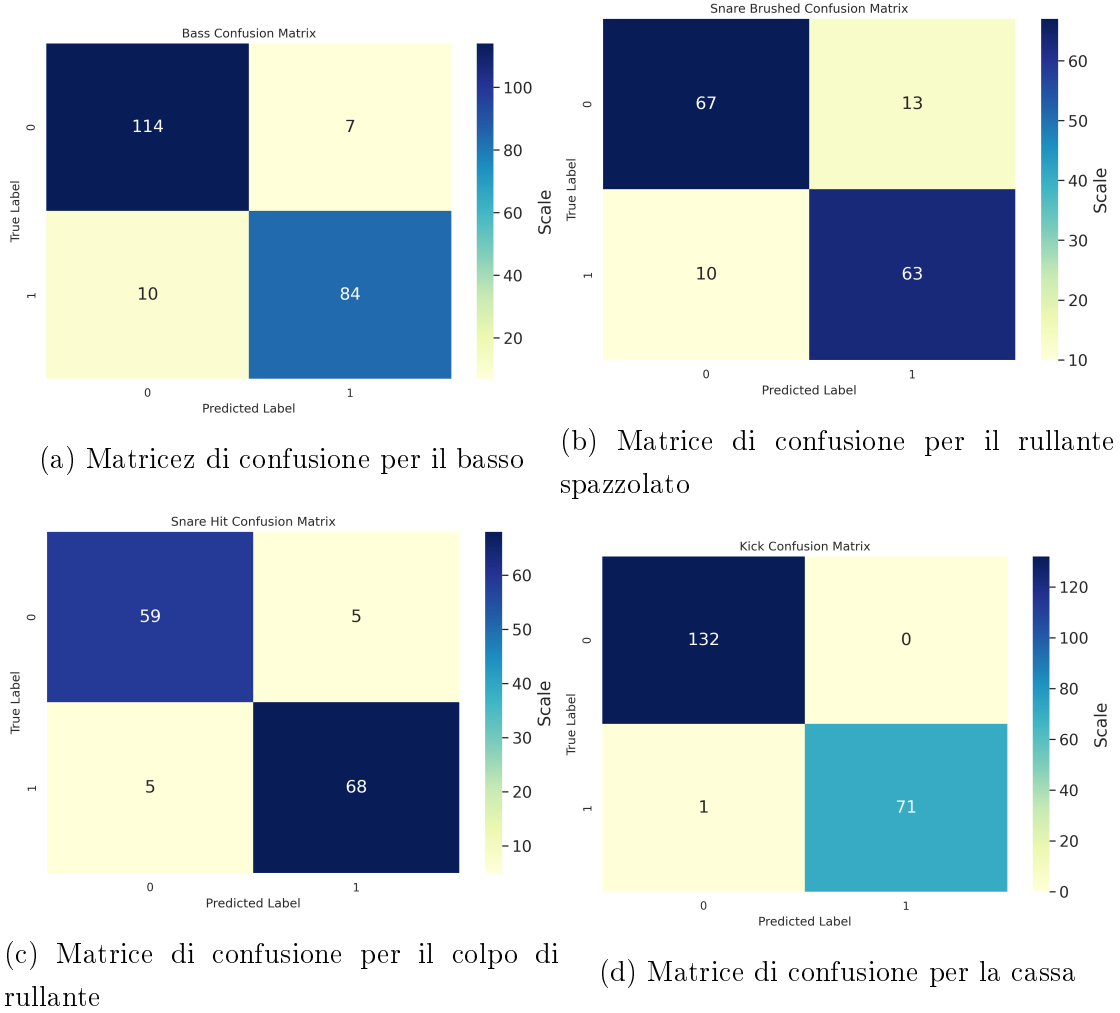 Bass Confusion Matrix
114 7
10 84
0
1
True Label
0 1
Predicted Label
100
80
60
40
20
Scale
(a) Matricez di confusione per il basso
Snare Brushed Confusion Matrix
67 13
10 63
0
1
True Label
0 1
Predicted Label
60
50
40
30
20
10
Scale
(b) Matrice di confusione per il rullante
spazzolato
Snare Hit Confusion Matrix
59 5
5 68
0
1
True Label
0 1
Predicted Label
60
50
40
30
20
10
Scale
(c) Matrice di confusione per il colpo di
rullante
Kick Confusion Matrix
132 0
1 71
0
1
True Label
0 1
Predicted Label
120
100
80
60
40
20
0
Scale
(d) Matrice di confusione per la cassa